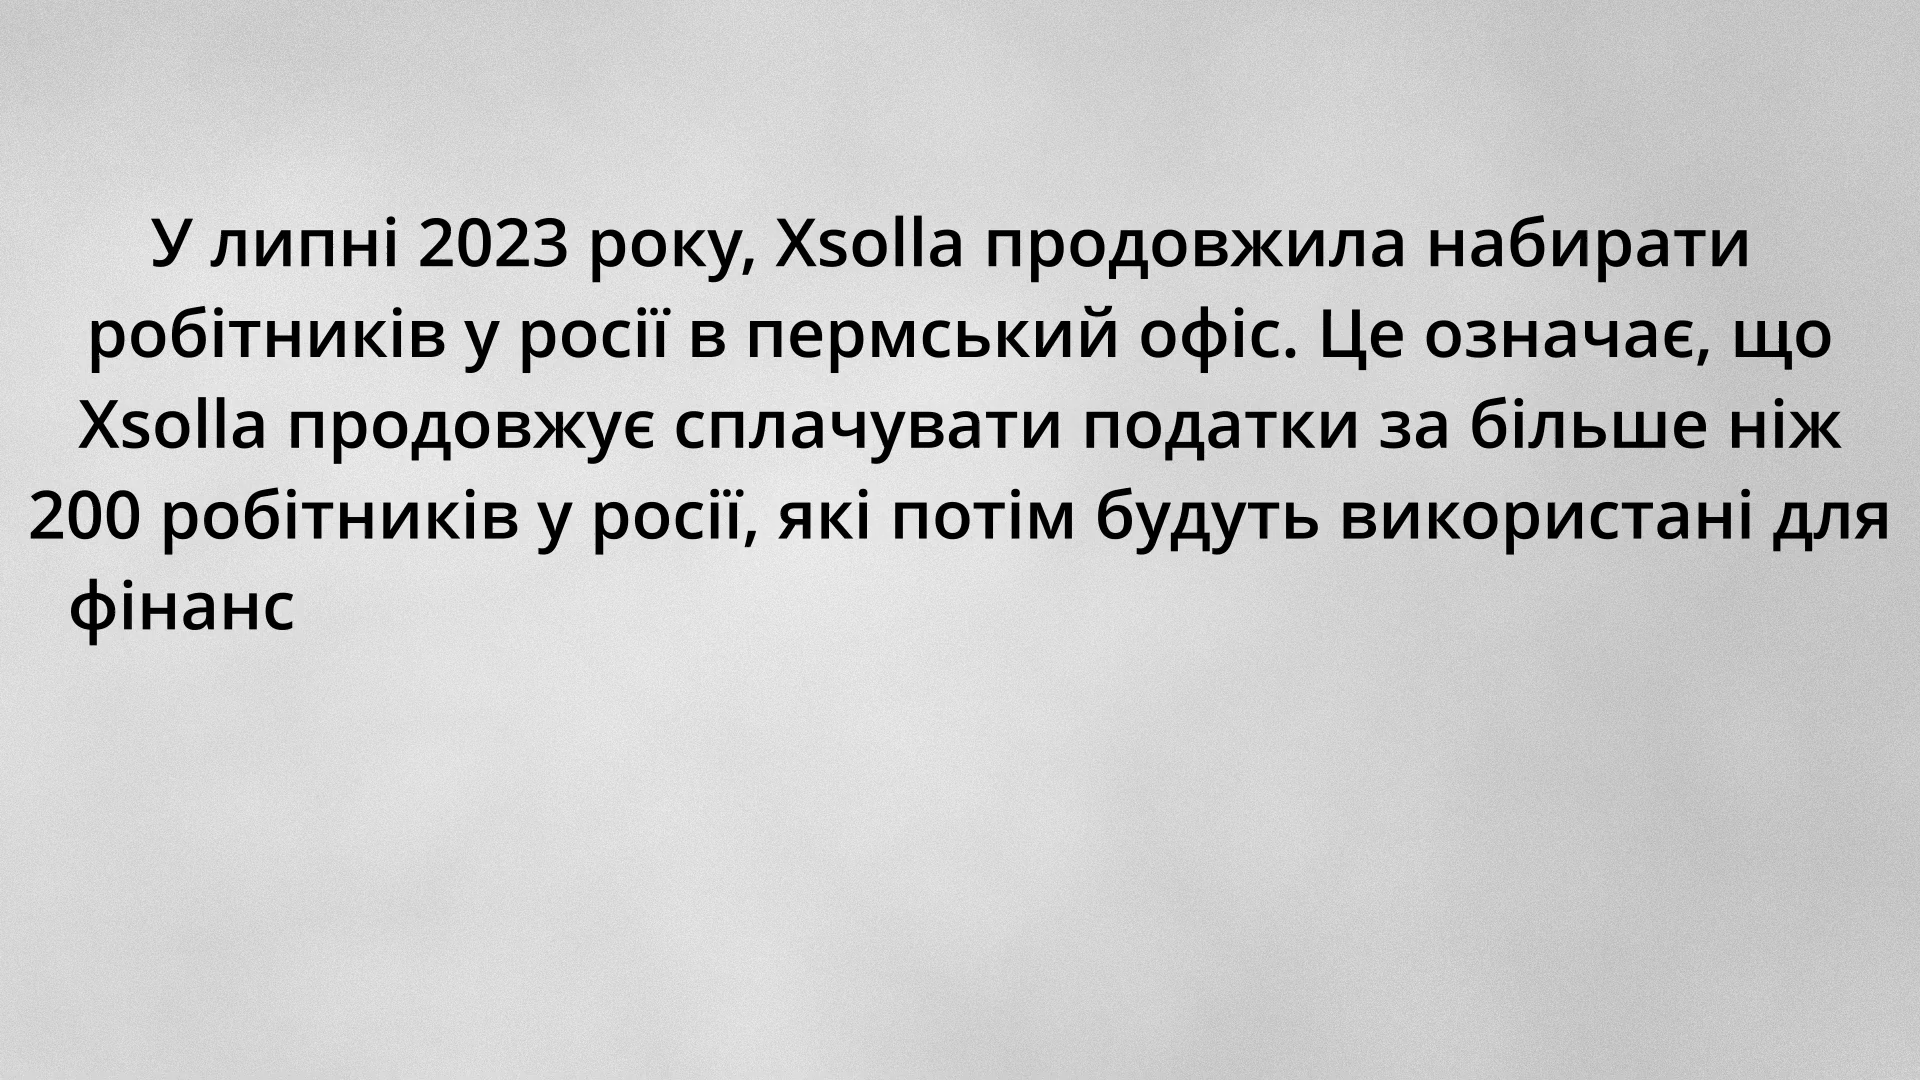 У липні 2023 року, Xsolla продовжила набирати
робітників у росії в пермський офіс. Це означає, що
Xsolla продовжує сплачувати податки за більше ніж
200 робітників у росії, які потім будуть використані для
фінанс